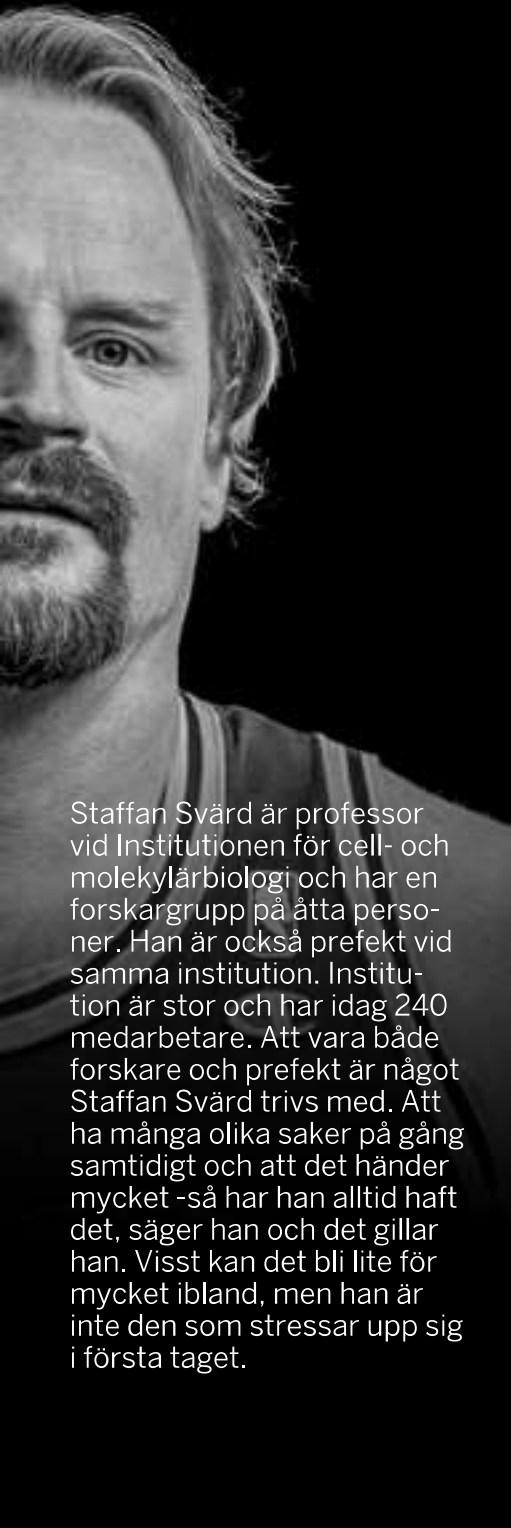 Staffan Svärd är professor
vid Institutionen för cell- och
molekylärbiologi och har en
forskargrupp på åtta perso-
ner. Han är också prefekt vid
samma institution. Institu-
tion är stor och har idag 240
medarbetare. Att vara både
forskare och prefekt är något
Staffan Svärd trivs med. Att
ha många olika saker på gång
samtidigt och att det händer
mycket -så har han alltid haft
det, säger han och det gillar
han. Visst kan det bli lite för
mycket ibland, men han är
inte den som stressar upp sig
i första taget.